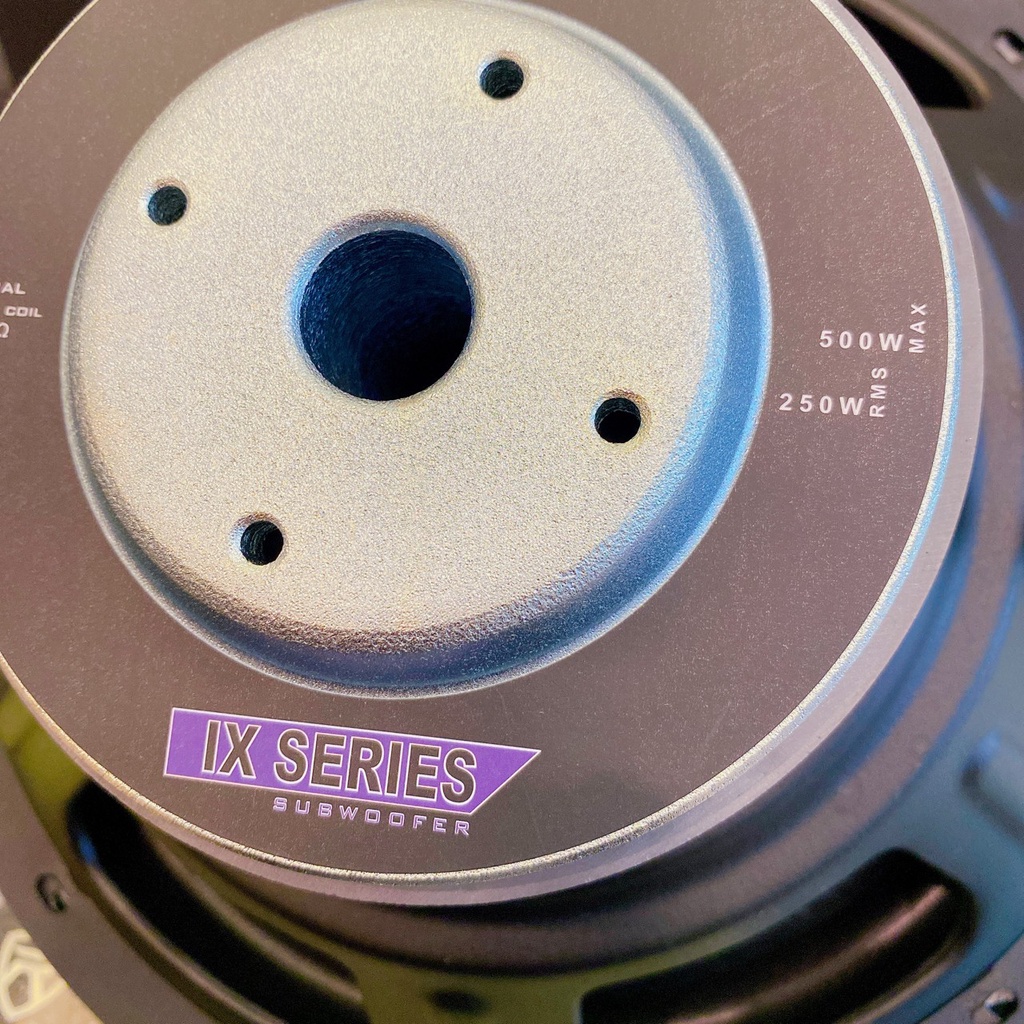 AL
COIL
Ω
500W MAX
250W RMS
IX SERIES
SUBWOOFER